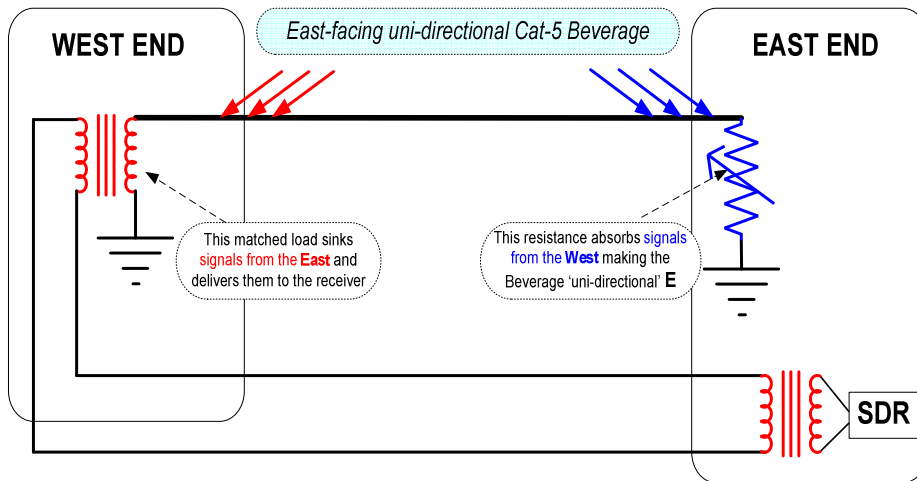 East-facing uni-directional Cat-5 Beverage
WEST END
EAST END
This matched load sinks
signals from the East and
delivers them to the receiver
This resistance absorbs signals
from the West making the
Beverage ‘uni-directional’ E
SDR